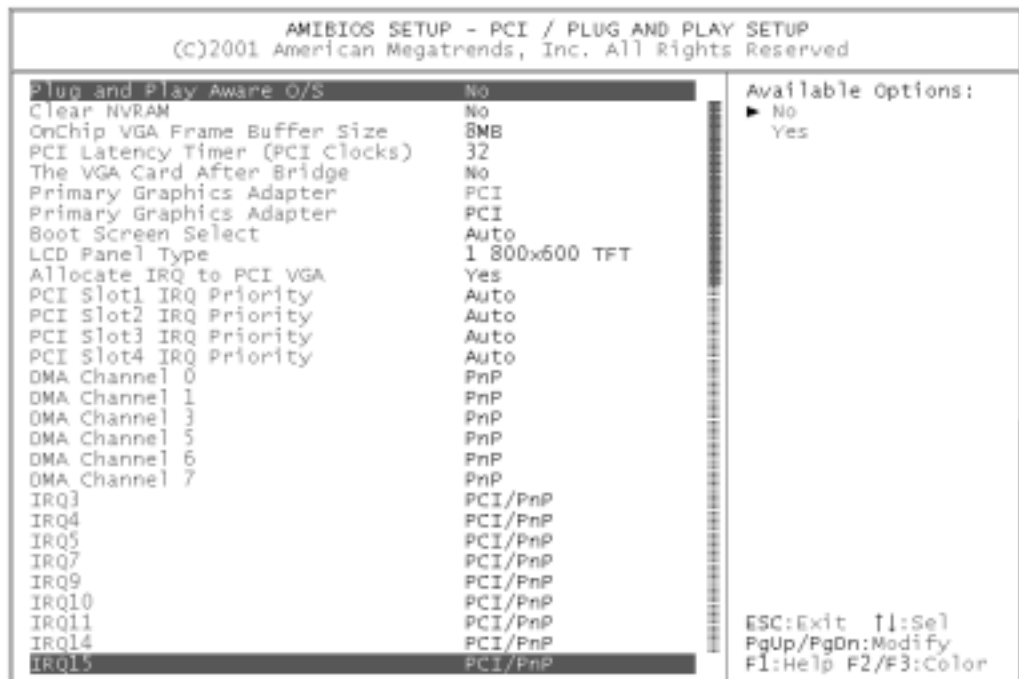 AMIBIOS SETUP - PCI / PLUG AND PLAY SETUP
(C)2001 American Megatrends, Inc. All Rights Reserved
Plug and Play Aware O/S No
Clear NVRAM No
OnChip VGA Frame Buffer Size 8MB
PCI Latency Timer (PCI Clocks) 32
The VGA Card After Bridge No
Primary Graphics Adapter PCI
Primary Graphics Adapter PCI
Boot Screen Select Auto
LCD Panel Type 1 800x600 TFT
Allocate IRQ to PCI VGA Yes
PCI Slot1 IRQ Priority Auto
PCI Slot2 IRQ Priority Auto
PCI Slot3 IRQ Priority Auto
PCI Slot4 IRQ Priority Auto
DMA Channel 0 PnP
DMA Channel 1 PnP
DMA Channel 3 PnP
DMA Channel 5 PnP
DMA Channel 6 PnP
DMA Channel 7 PnP
IRQ3 PCI/PnP
IRQ4 PCI/PnP
IRQ5 PCI/PnP
IRQ7 PCI/PnP
IRQ9 PCI/PnP
IRQ10 PCI/PnP
IRQ11 PCI/PnP
IRQ14 PCI/PnP
IRQ15 PCI/PnP
Available Options:
► No
Yes
ESC:Exit ↑↓:Sel
PgUp/PgDn:Modify
F1:Help F2/F3:Color